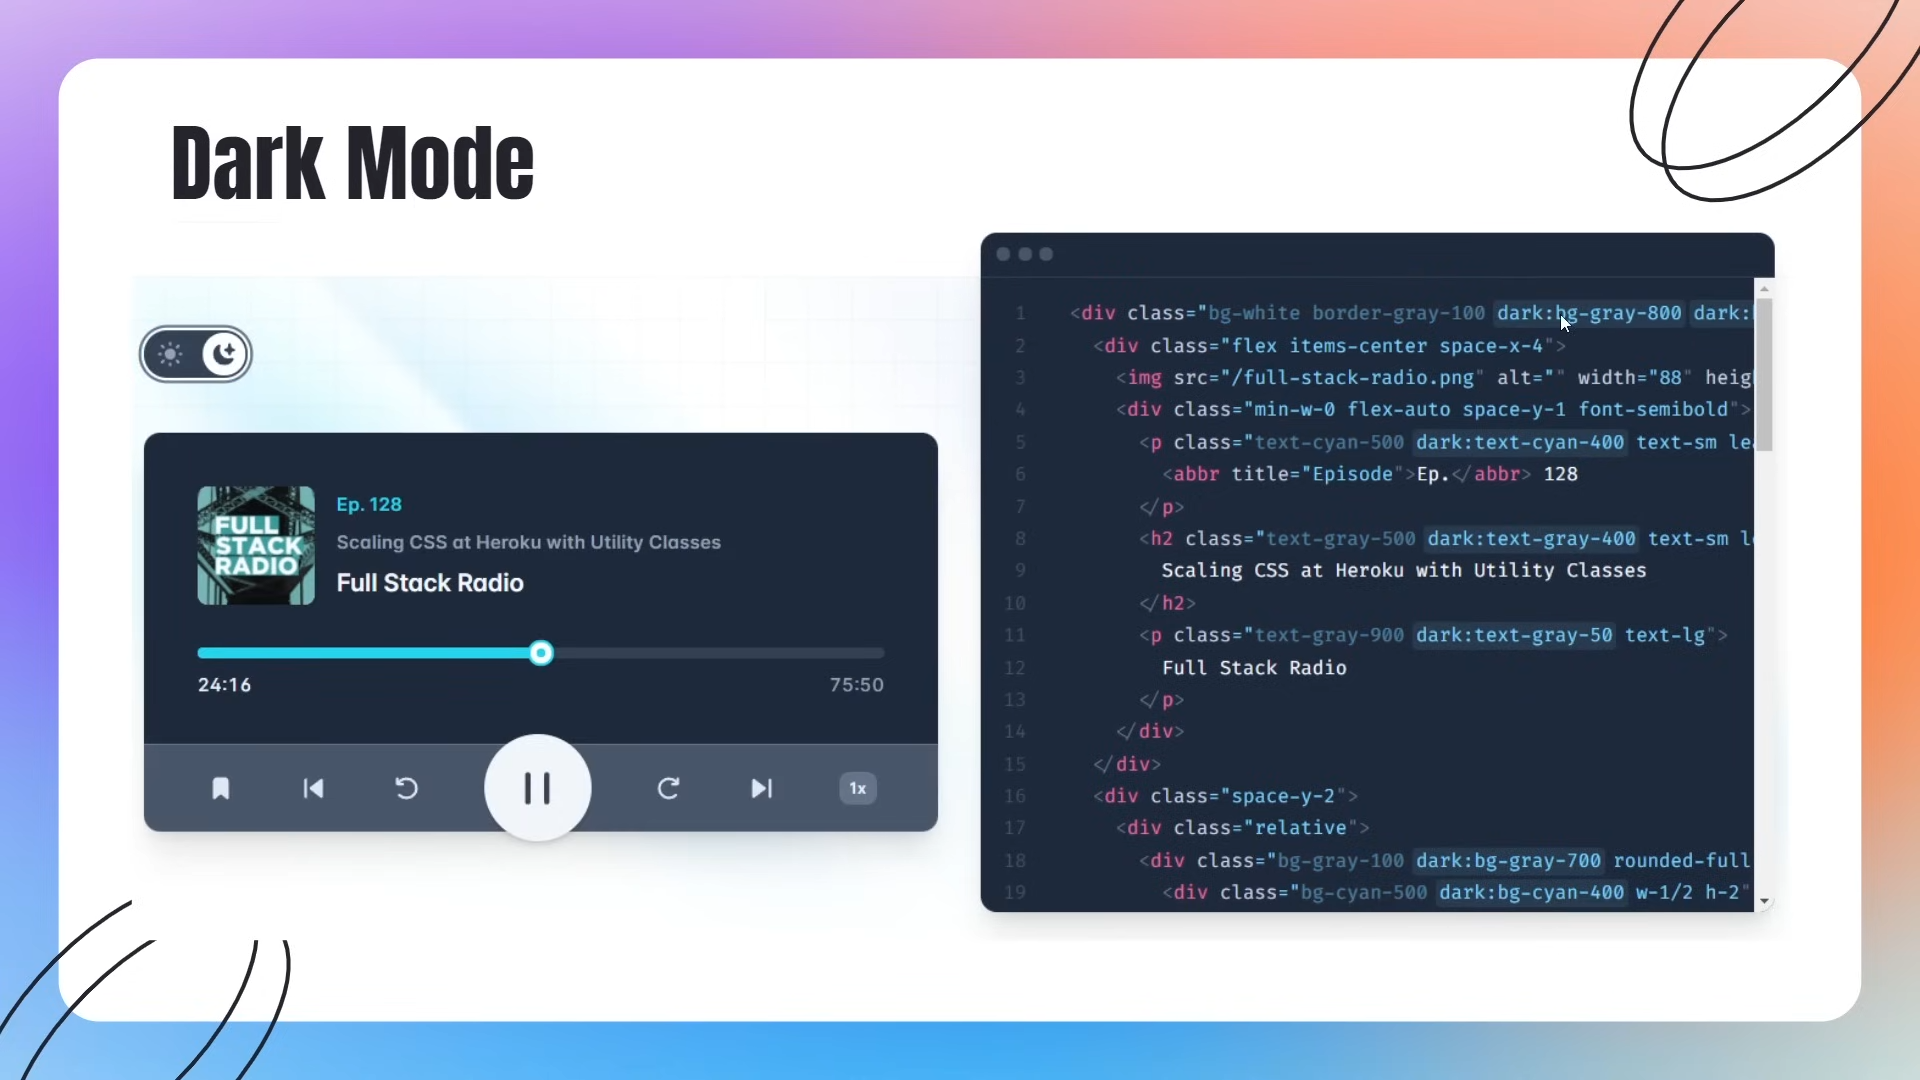 Dark Mode
FULL
STACK
RADIO
Ep. 128
Scaling CSS at Heroku with Utility Classes
Full Stack Radio
24:16
75:50
1x
1 <div class="bg-white border-gray-100 dark:bg-gray-800 dark:
2 <div class="flex items-center space-x-4">
3 <img src="/full-stack-radio.png" alt="" width="88" heig
4 <div class="min-w-0 flex-auto space-y-1 font-semibold">
5 <p class="text-cyan-500 dark:text-cyan-400 text-sm le
6 <abbr title="Episode">Ep.</abbr> 128
7 </p>
8 <h2 class="text-gray-500 dark:text-gray-400 text-sm l
9 Scaling CSS at Heroku with Utility Classes
10 </h2>
11 <p class="text-gray-900 dark:text-gray-50 text-lg">
12 Full Stack Radio
13 </p>
14 </div>
15 </div>
16 <div class="space-y-2">
17 <div class="relative">
18 <div class="bg-gray-100 dark:bg-gray-700 rounded-full
19 <div class="bg-cyan-500 dark:bg-cyan-400 w-1/2 h-2"